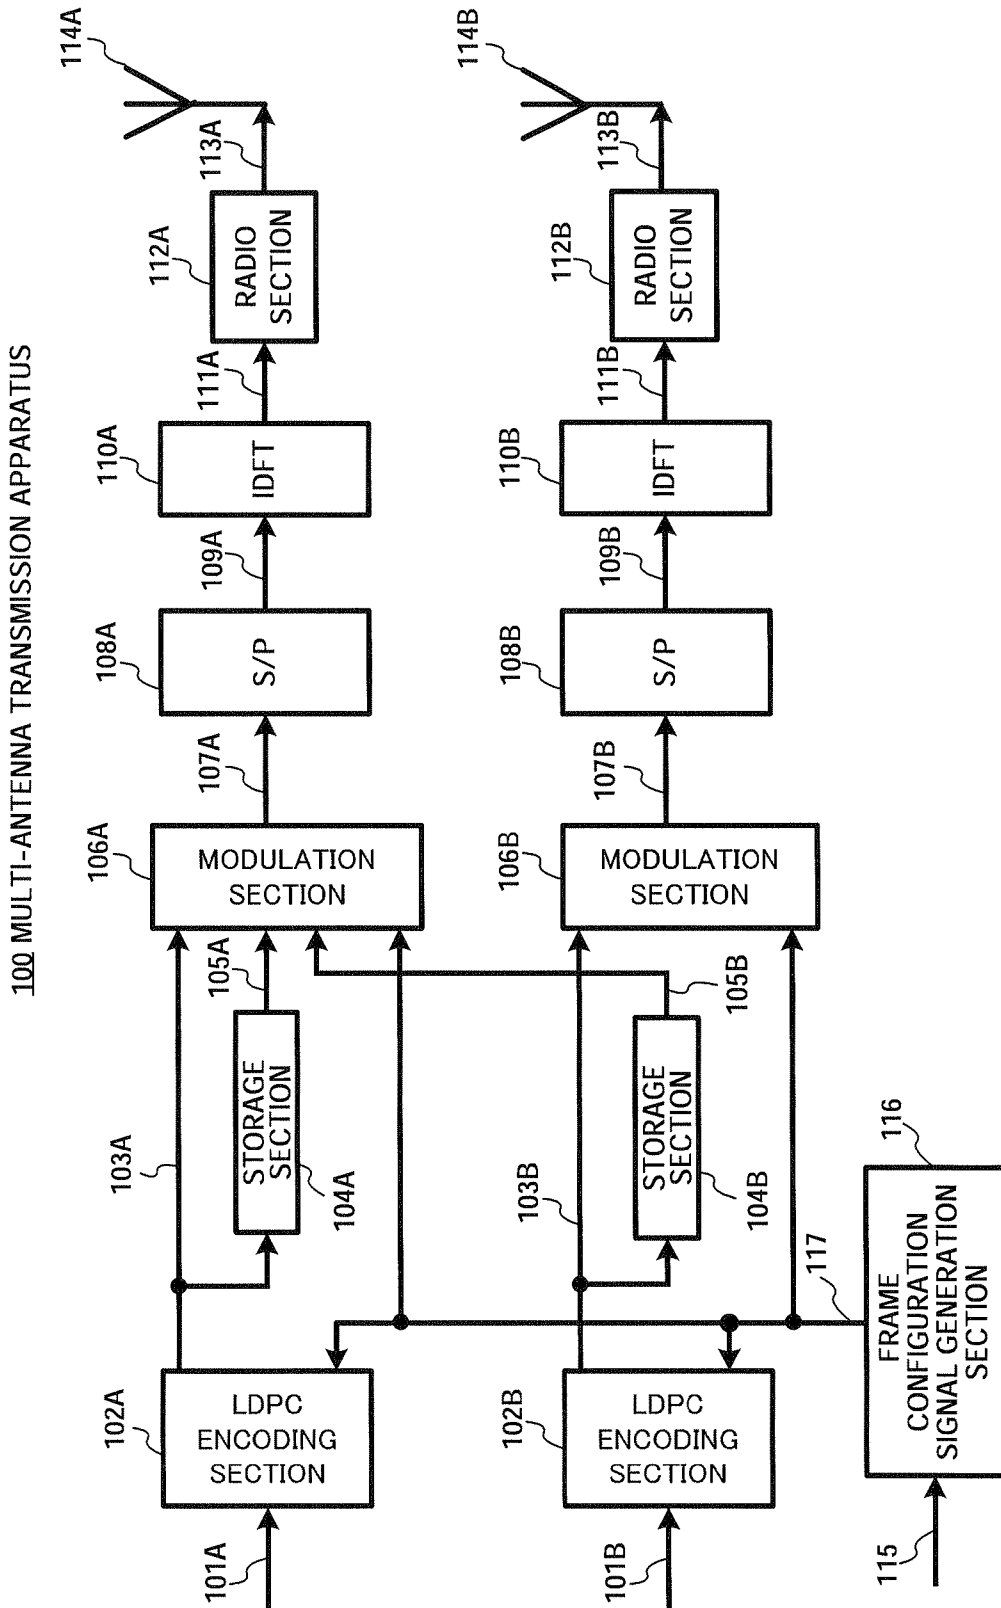 100 MULTI-ANTENNA TRANSMISSION APPARATUS
101A
102A
LDPC
ENCODING
SECTION
103A
STORAGE
SECTION
104A
105A
106A
MODULATION
SECTION
107A
108A
S/P
109A
110A
IDFT
111A
112A
RADIO
SECTION
113A
114A
101B
102B
LDPC
ENCODING
SECTION
103B
STORAGE
SECTION
104B
105B
106B
MODULATION
SECTION
107B
108B
S/P
109B
110B
IDFT
111B
112B
RADIO
SECTION
113B
114B
115
FRAME
CONFIGURATION
SIGNAL GENERATION
SECTION
116
117